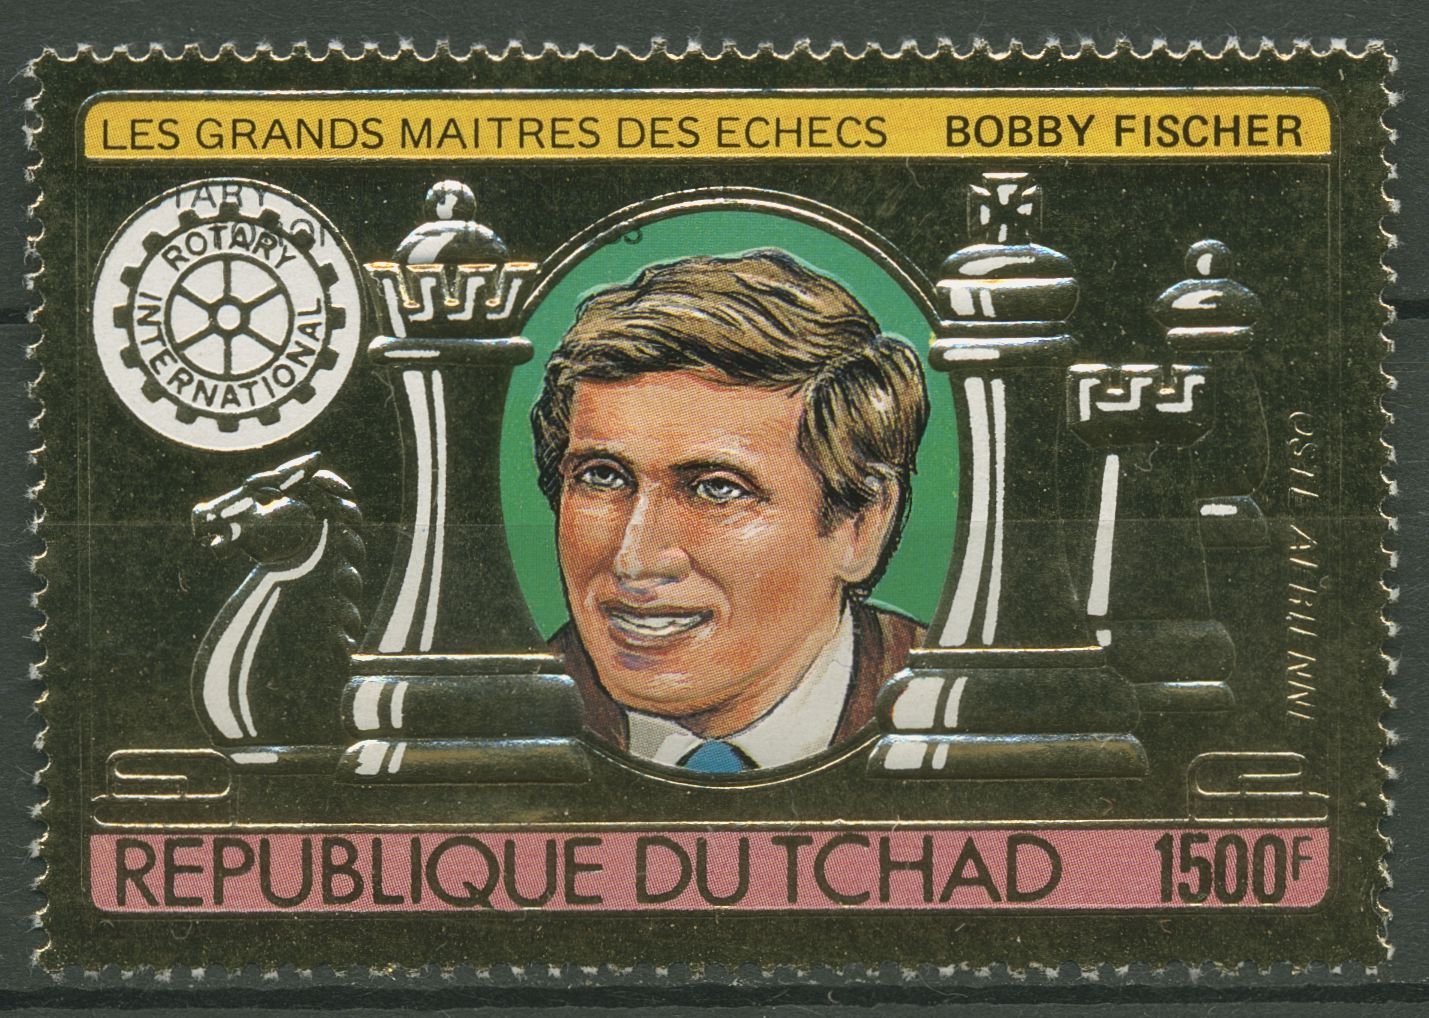 LES GRANDS MAITRES DES ECHECS BOBBY FISCHER
ROTARY
INTERNATIONAL
REPUBLIQUE DU TCHAD 1500F